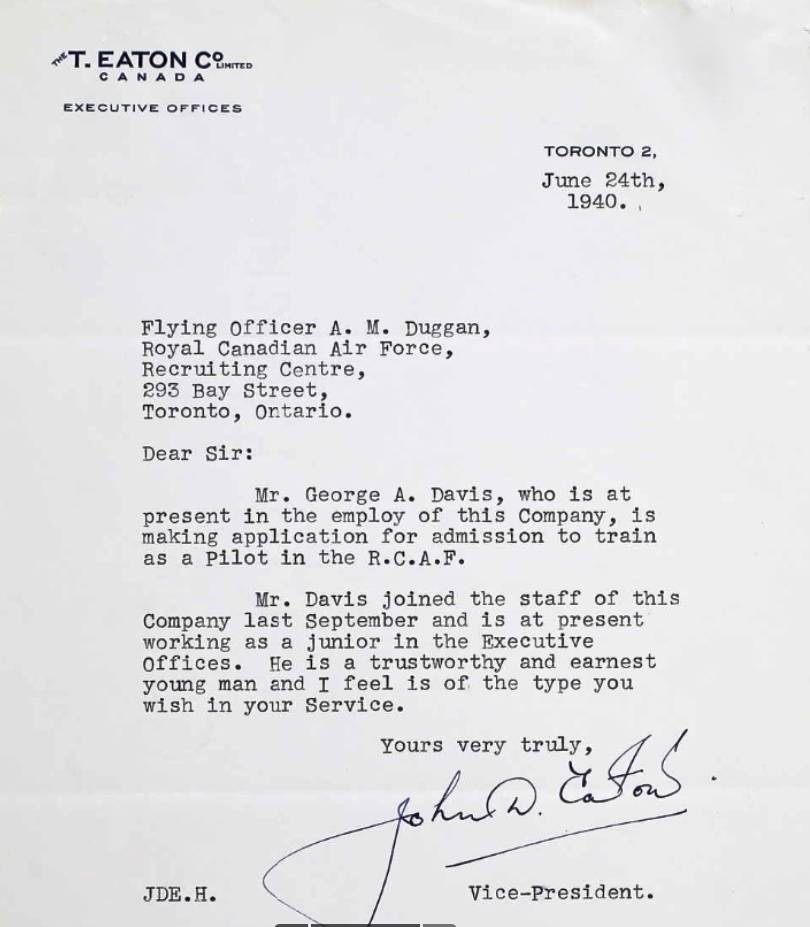 THE T. EATON CO LIMITED
CANADA
EXECUTIVE OFFICES
TORONTO 2,
June 24th,
1940.
Flying Officer A. M. Duggan,
Royal Canadian Air Force,
Recruiting Centre,
293 Bay Street,
Toronto, Ontario.
Dear Sir:
Mr. George A. Davis, who is at
present in the employ of this Company, is
making application for admission to train
as a Pilot in the R.C.A.F.
Mr. Davis joined the staff of this
Company last September and is at present
working as a junior in the Executive
Offices. He is a trustworthy and earnest
young man and I feel is of the type you
wish in your Service.
Yours very truly,
John D. Eaton
JDE.H.
Vice-President.